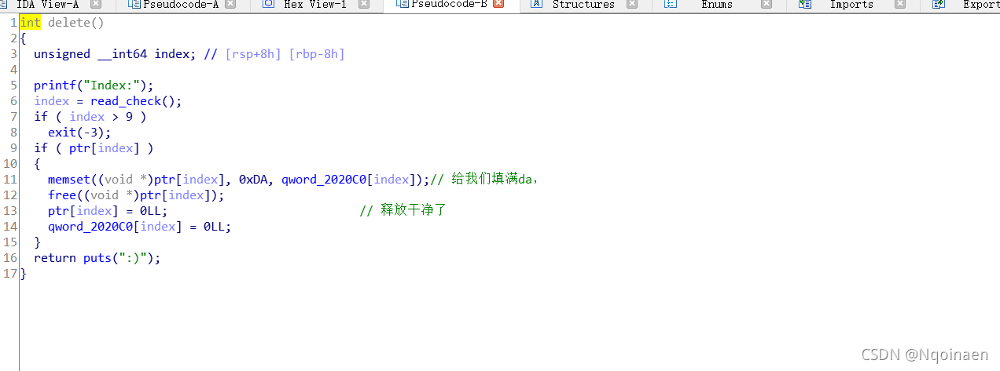 IDA View-A Pseudocode-A Hex View-1 Pseudocode-B Structures Enums Imports Export
1 int delete()
2 {
3 unsigned __int64 index; // [rsp+8h] [rbp-8h]
4
5 printf("Index:");
6 index = read_check();
7 if ( index > 9 )
8 exit(-3);
9 if ( ptr[index] )
10 {
11 memset((void *)ptr[index], 0xDA, qword_2020C0[index]);// 给我们填满da，
12 free((void *)ptr[index]);
13 ptr[index] = 0LL; // 释放干净了
14 qword_2020C0[index] = 0LL;
15 }
16 return puts(":)");
17 }
CSDN @Nqoinaen